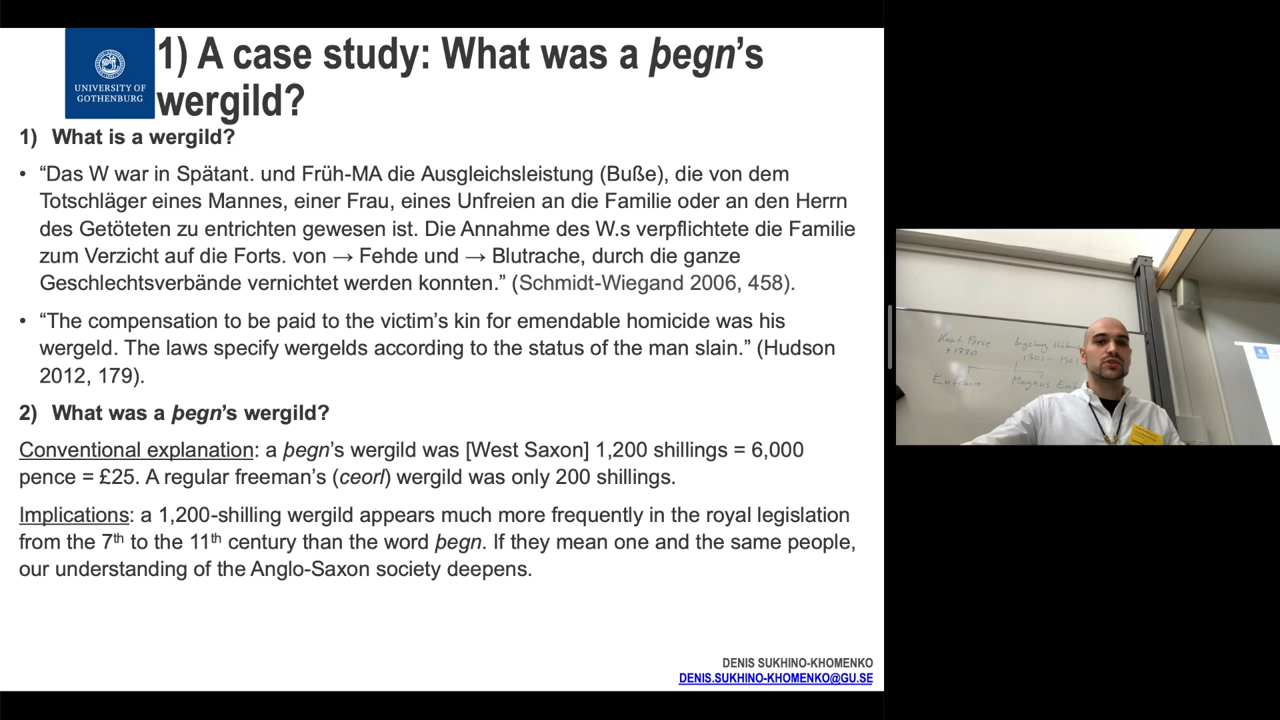 UNIVERSITY OF
GOTHENBURG
1) A case study: What was a þegn’s
wergild?
1) What is a wergild?
• “Das W war in Spätant. und Früh-MA die Ausgleichsleistung (Buße), die von dem
Totschläger eines Mannes, einer Frau, eines Unfreien an die Familie oder an den Herrn
des Getöteten zu entrichten gewesen ist. Die Annahme des W.s verpflichtete die Familie
zum Verzicht auf die Forts. von → Fehde und → Blutrache, durch die ganze
Geschlechtsverbände vernichtet werden konnten.” (Schmidt-Wiegand 2006, 458).
• “The compensation to be paid to the victim’s kin for emendable homicide was his
wergeld. The laws specify wergelds according to the status of the man slain.” (Hudson
2012, 179).
2) What was a þegn’s wergild?
Conventional explanation: a þegn’s wergild was [West Saxon] 1,200 shillings = 6,000
pence = £25. A regular freeman’s (ceorl) wergild was only 200 shillings.
Implications: a 1,200-shilling wergild appears much more frequently in the royal legislation
from the 7th to the 11th century than the word þegn. If they mean one and the same people,
our understanding of the Anglo-Saxon society deepens.
DENIS SUKHINO-KHOMENKO
DENIS.SUKHINO-KHOMENKO@GU.SE
Knut Porse
†1330
Ingeborg
Magnus